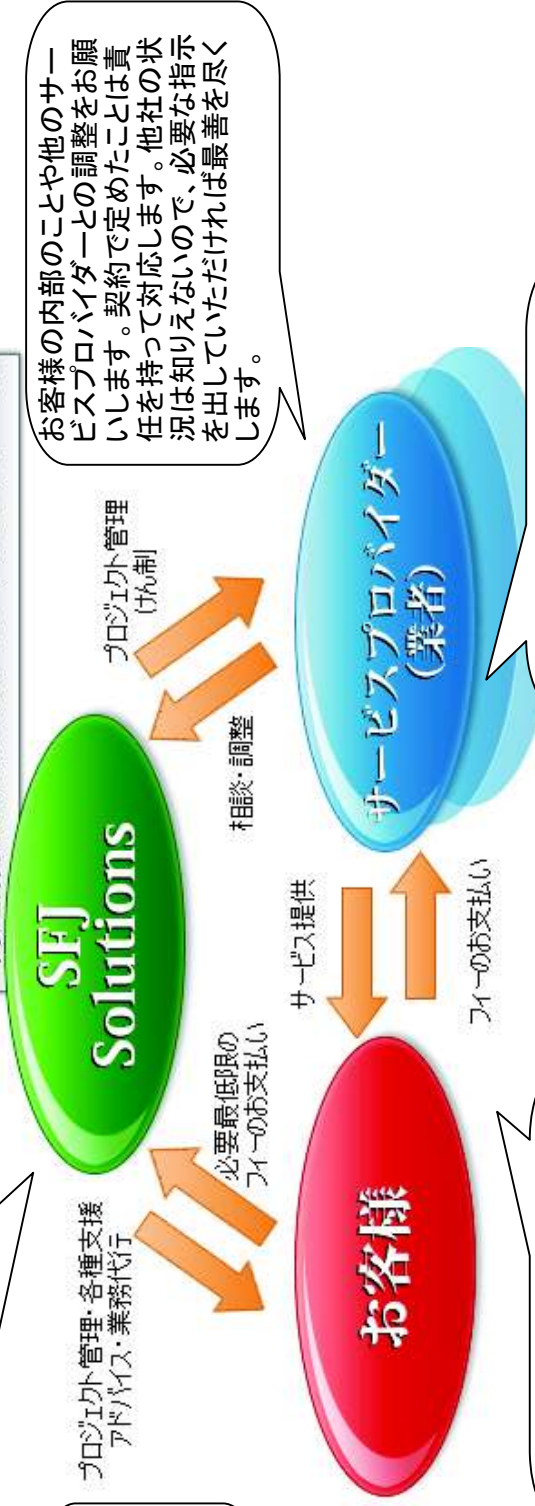 お客様の内部のことや他のサー
ビスプロバイダーとの調整をお願
いします。契約で定めたことは責
任を持って対応します。他社の状
況は知りえないので、必要な指示
を出していただければ最善を尽く
します。
SFJ
Solutions
プロジェクト管理
けん制
相談・調整
プロジェクト管理・各種支援
アドバイス・業務代行
必要最低限の
フィーのお支払い
サービス提供
フィーのお支払い
お客様
サービスプロバイダー
(業者)